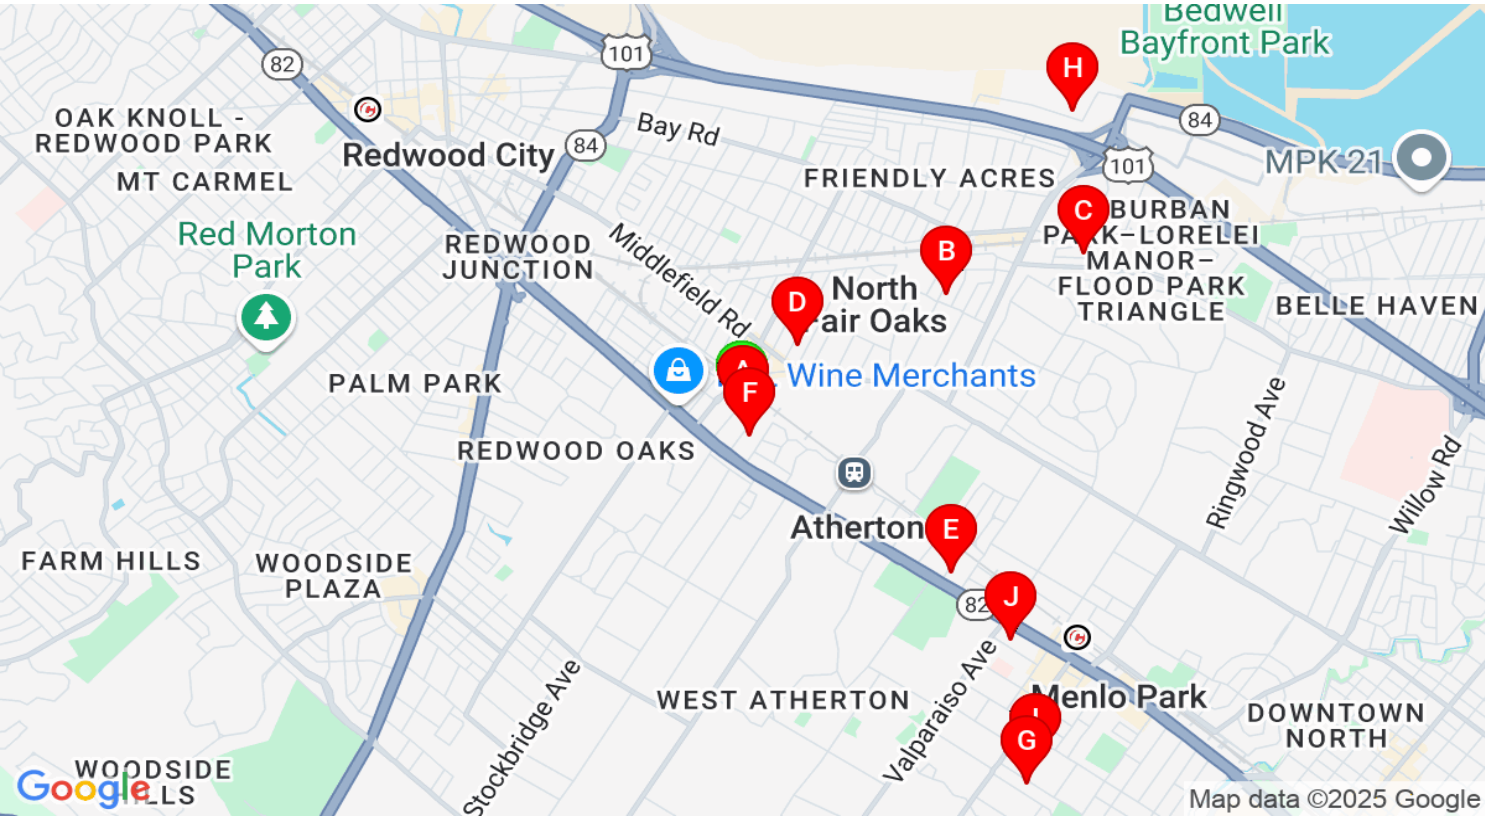 Bedwell
Bayfront Park
101
82
H
OAK KNOLL -
REDWOOD PARK
84
Bay Rd
84
Redwood City
101
MPK 21
MT CARMEL
FRIENDLY ACRES
C
BURBAN
PARK–LORELEI
MANOR–
FLOOD PARK
TRIANGLE
Red Morton
Park
REDWOOD
JUNCTION
Middlefield Rd
B
North
Fair Oaks
D
BELLE HAVEN
A
Wine Merchants
F
PALM PARK
Ringwood Ave
REDWOOD OAKS
Willow Rd
Atherton
E
FARM HILLS
WOODSIDE
PLAZA
82
J
Valparaiso Ave
Stockbridge Ave
WEST ATHERTON
Menlo Park
G
DOWNTOWN
NORTH
WOODSIDE
HILLS
Google
Map data ©2025 Google